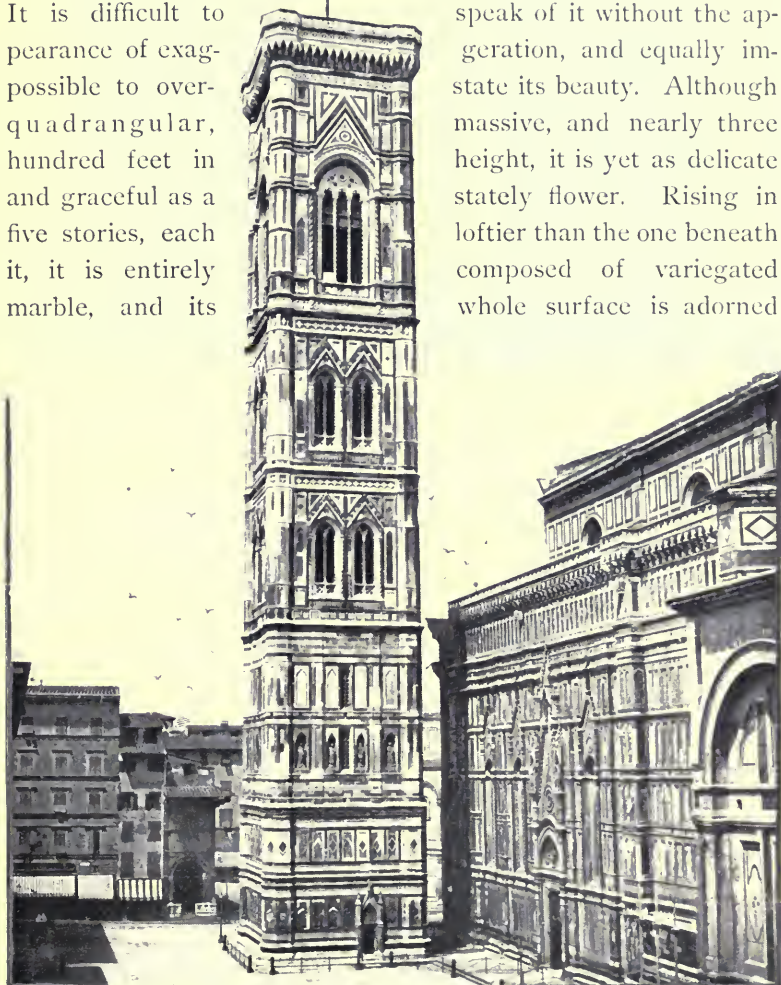 It is difficult to speak of it without the ap-
pearance of exag- geration, and equally im-
possible to over- state its beauty. Although
quadrangular, massive, and nearly three
hundred feet in height, it is yet as delicate
and graceful as a stately flower. Rising in
five stories, each loftier than the one beneath
it, it is entirely composed of variegated
marble, and its whole surface is adorned